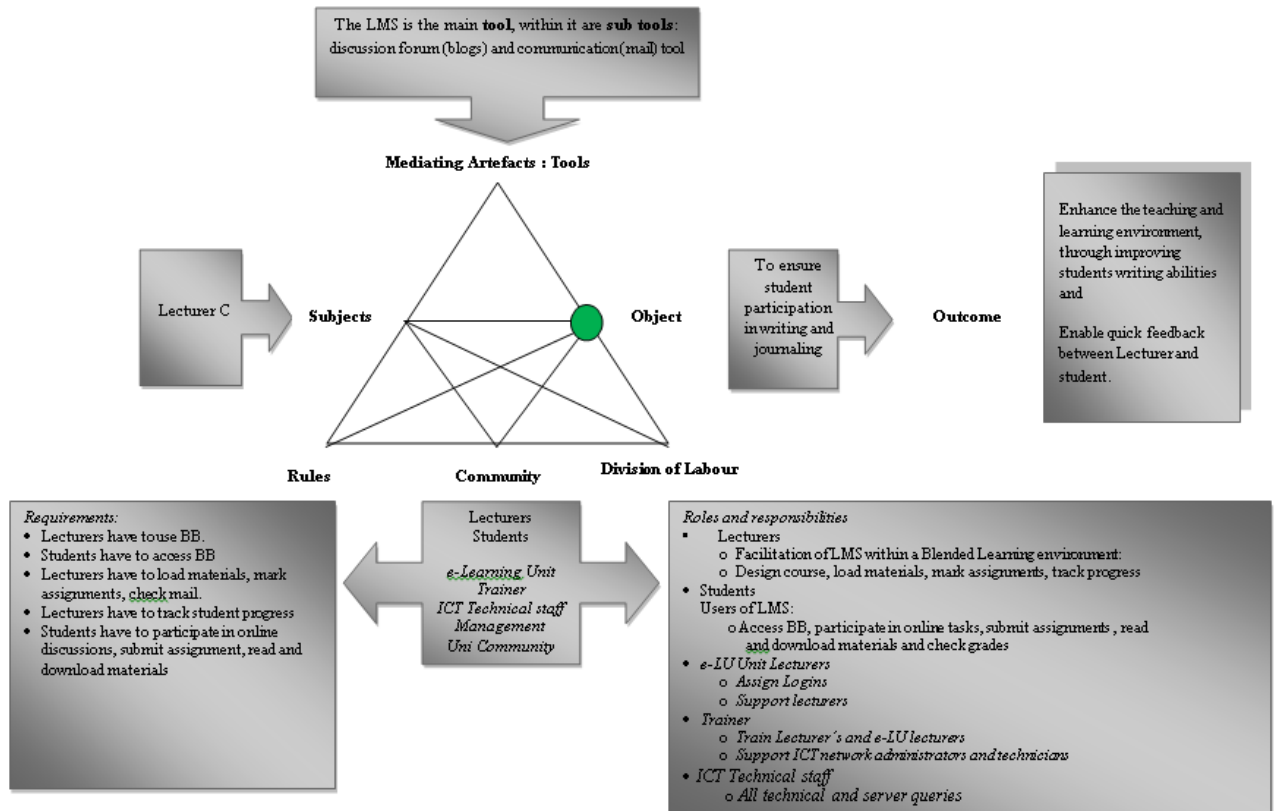 The LMS is the main tool, within it are sub tools:
discussion forum (blogs) and communication(mail) tool
Mediating Artefacts : Tools
Lecturer C
Subjects
Object
To ensure
student
participation
in writing and
journaling
Outcome
Enhance the teaching and
learning environment,
through improving
students writing abilities
and
Enable quick feedback
between Lecturer and
student.
Rules
Community
Division of Labour
Requirements:
• Lecturers have to use BB.
• Students have to access BB
• Lecturers have to load materials, mark
assignments, check mail.
• Lecturers have to track student progress
• Students have to participate in online
discussions, submit assignment, read and
download materials
Lecturers
Students
e-Learning Unit
Trainer
ICT Technical staff
Management
Uni Community
Roles and responsibilities
▪ Lecturers
o Facilitation of LMS within a Blended Learning environment:
o Design course, load materials, mark assignments, track progress
• Students
Users of LMS:
o Access BB, participate in online tasks, submit assignments , read
and download materials and check grades
• e-LU Unit Lecturers
o Assign Logins
o Support lecturers
• Trainer
o Train Lecturer´s and e-LU lecturers
o Support ICT network administrators and technicians
• ICT Technical staff
o All technical and server queries